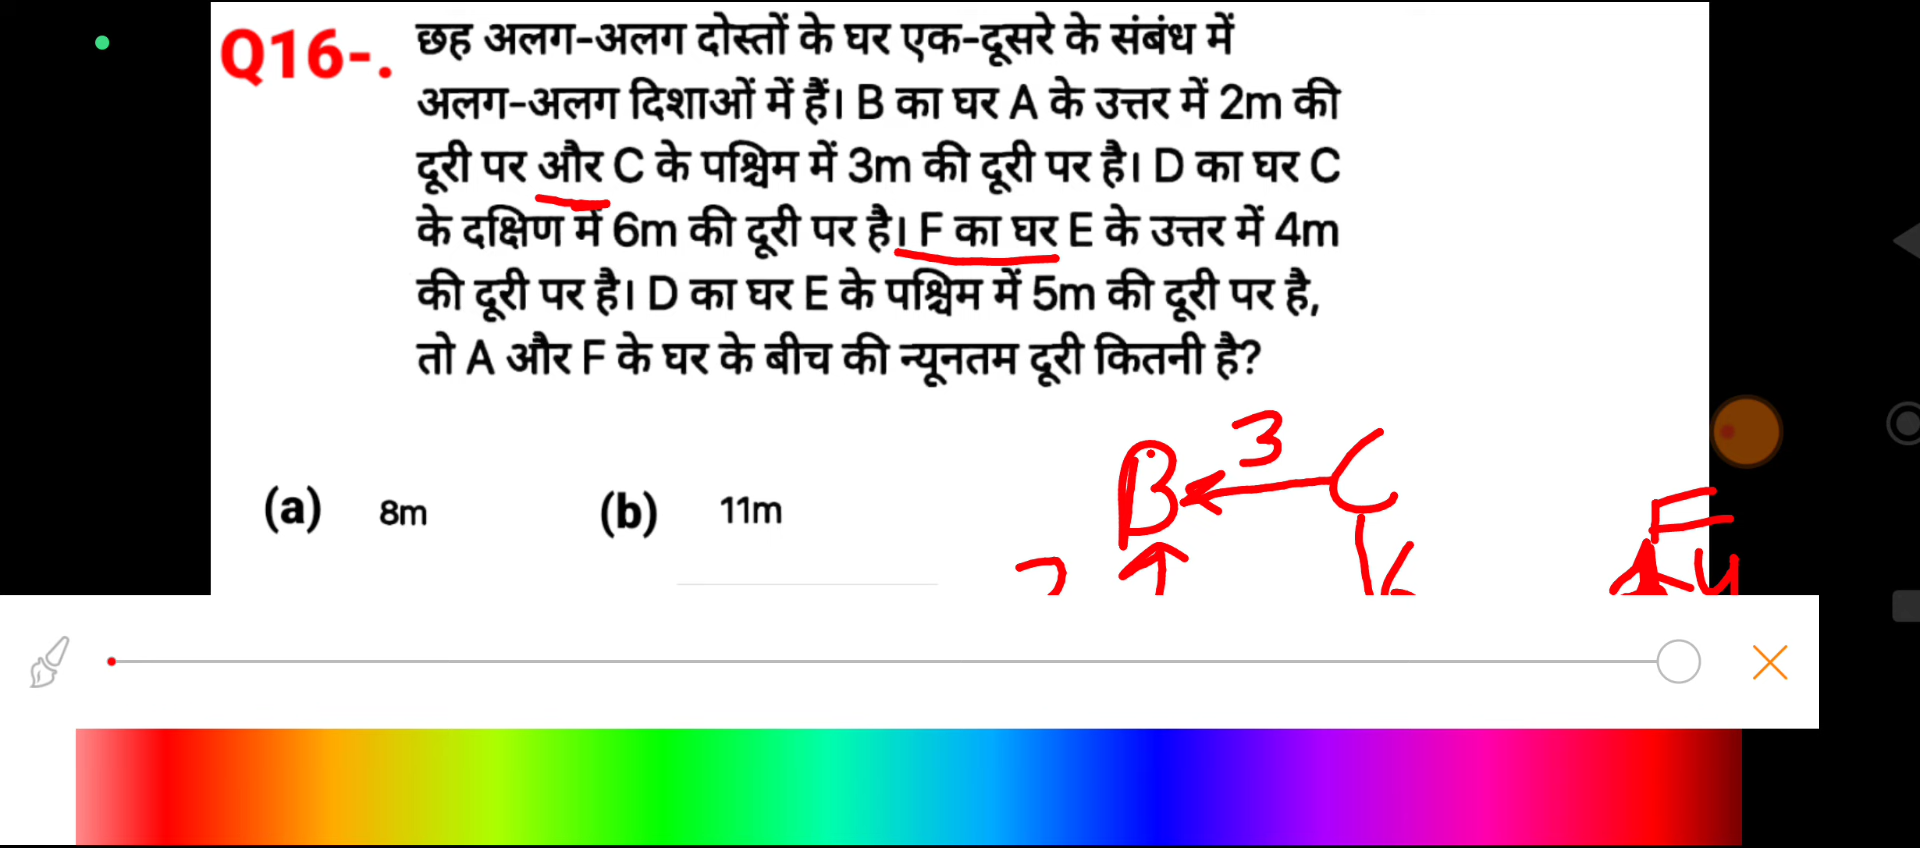 Q16-. छह अलग-अलग दोस्तों के घर एक-दूसरे के संबंध में
अलग-अलग दिशाओं में हैं। B का घर A के उत्तर में 2m की
दूरी पर और C के पश्चिम में 3m की दूरी पर है। D का घर C
के दक्षिण में 6m की दूरी पर है। F का घर E के उत्तर में 4m
की दूरी पर है। D का घर E के पश्चिम में 5m की दूरी पर है,
तो A और F के घर के बीच की न्यूनतम दूरी कितनी है?
B 3 C
F
(a) 8m (b) 11m
4